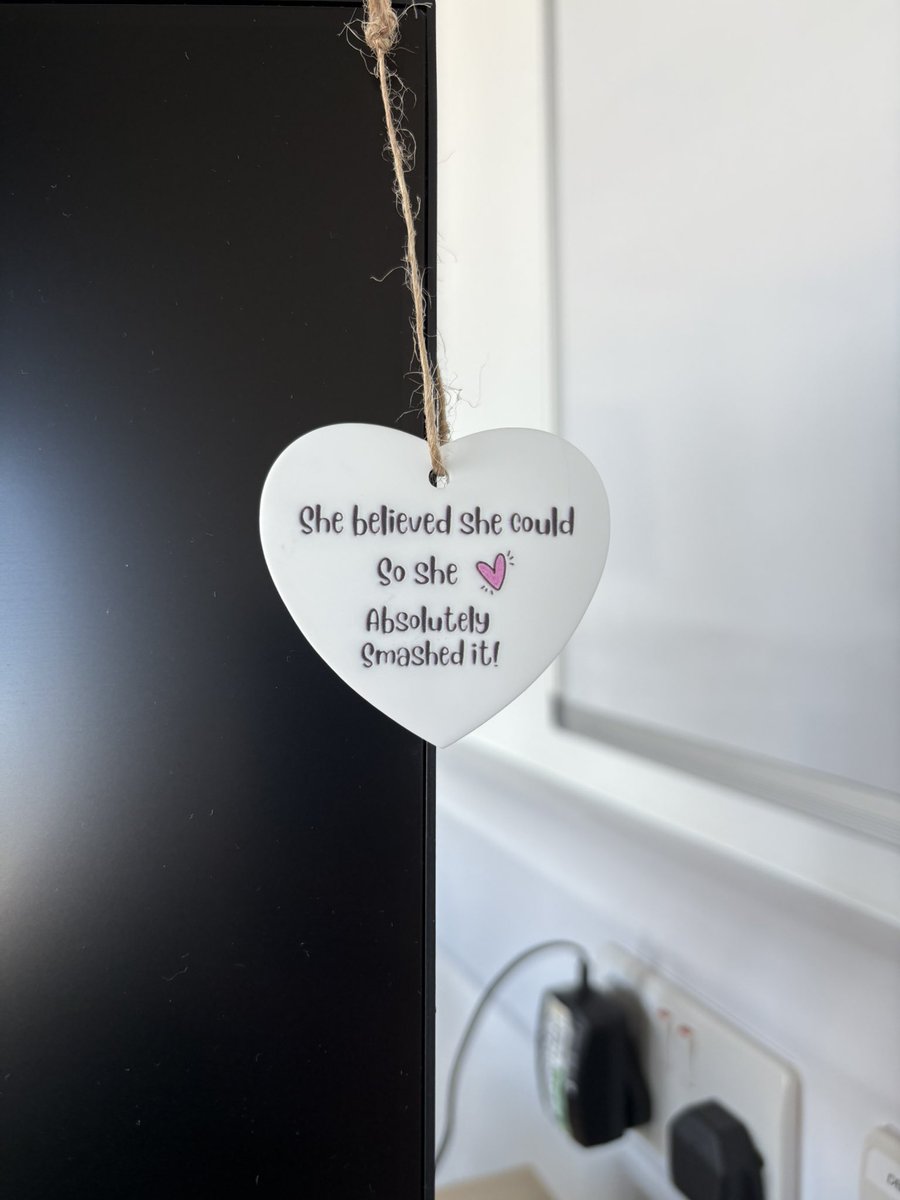 She believed she could
So she
Absolutely
Smashed it!